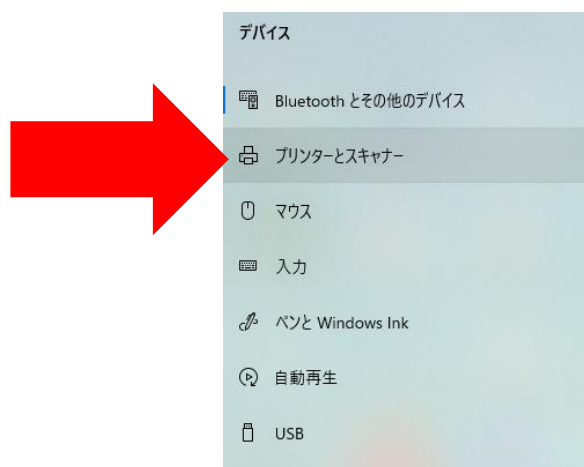 デバイス
Bluetooth とその他のデバイス
プリンターとスキャナー
マウス
入力
ペンと Windows Ink
自動再生
USB